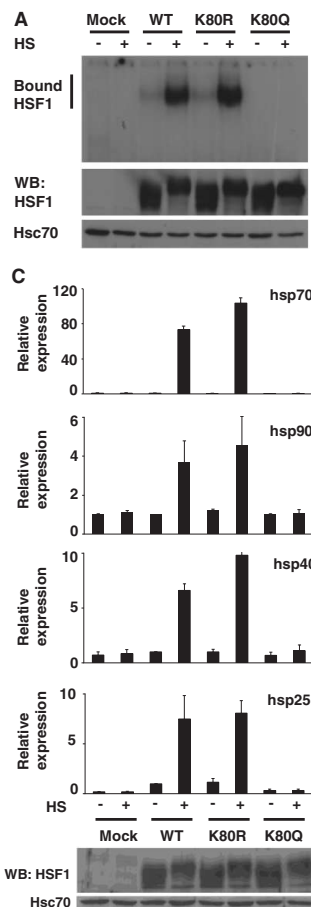 A
Mock WT K80R K80Q
HS - + - + - + - +
Bound
HSF1
WB:
HSF1
Hsc70
C
hsp70
120
80
40
0
Relative
expression
hsp90
6
4
2
0
Relative
expression
hsp40
10
5
0
Relative
expression
hsp25
10
5
0
Relative
expression
HS - + - + - + - +
Mock WT K80R K80Q
WB: HSF1
Hsc70